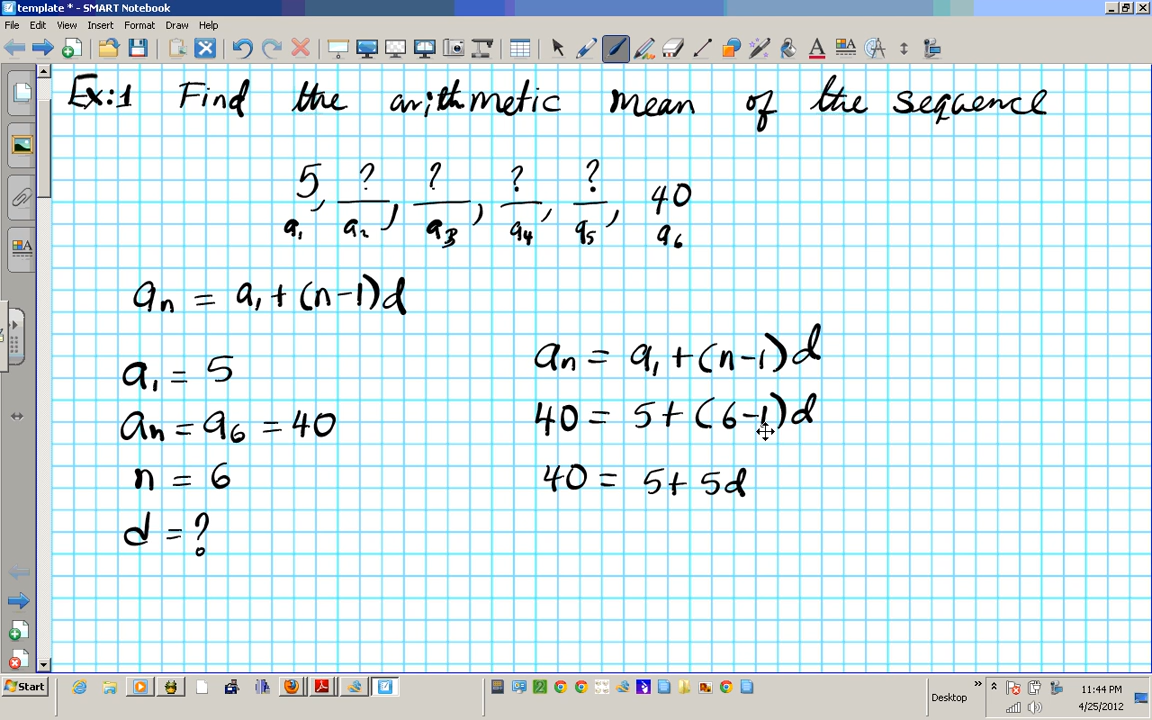 template * - SMART Notebook
File Edit View Insert Format Draw Help
Ex:1 Find the arithmetic mean of the sequence
5, ?, ?, ?, ?, 40
a₁ a₂ a₃ a₄ a₅ a₆
aₙ = a₁ + (n-1)d
a₁ = 5
aₙ = a₆ = 40
n = 6
d = ?
aₙ = a₁ + (n-1)d
40 = 5 + (6-1)d
40 = 5 + 5d
Start
Desktop
11:44 PM
4/25/2012